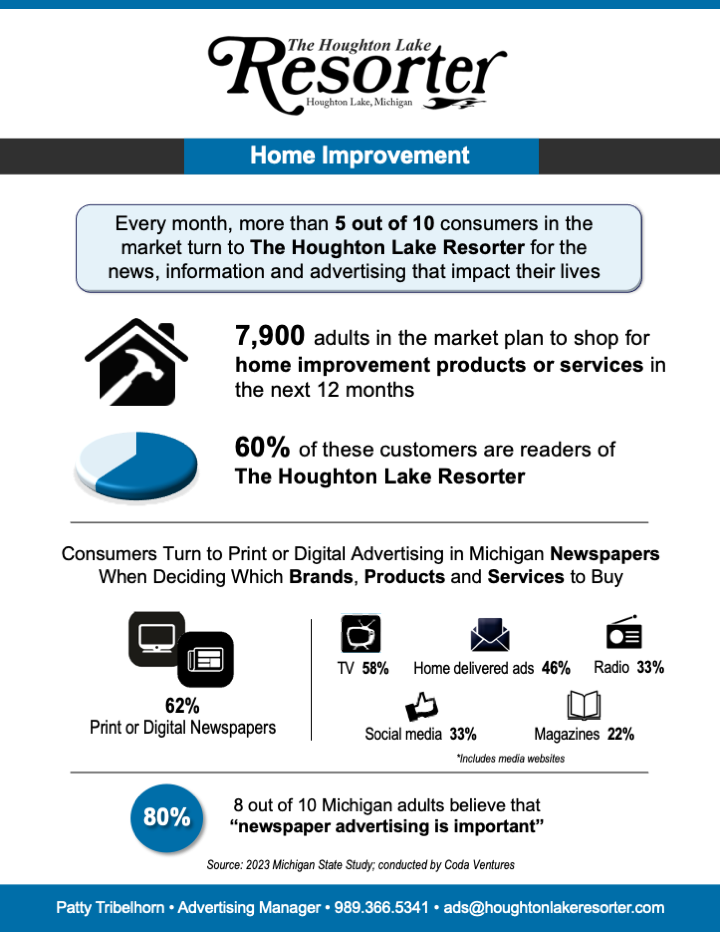 The Houghton Lake
Resorter
Houghton Lake, Michigan
Home Improvement
Every month, more than 5 out of 10 consumers in the
market turn to The Houghton Lake Resorter for the
news, information and advertising that impact their lives
7,900 adults in the market plan to shop for
home improvement products or services in
the next 12 months
60% of these customers are readers of
The Houghton Lake Resorter
Consumers Turn to Print or Digital Advertising in Michigan Newspapers
When Deciding Which Brands, Products and Services to Buy
62%
Print or Digital Newspapers
TV 58%
Home delivered ads 46%
Radio 33%
Social media 33%
Magazines 22%
*Includes media websites
80%
8 out of 10 Michigan adults believe that
“newspaper advertising is important”
Source: 2023 Michigan State Study; conducted by Coda Ventures
Patty Tribelhorn • Advertising Manager • 989.366.5341 • ads@houghtonlakeresorter.com